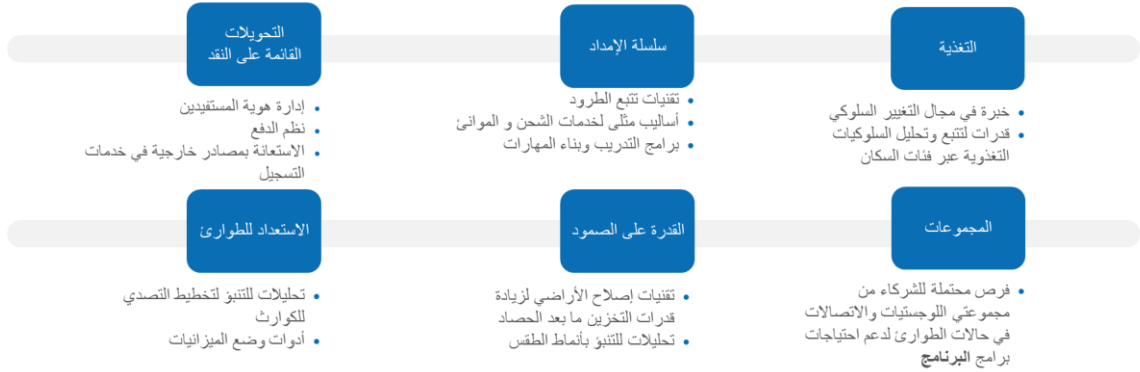 التغذية
خبرة في مجال التغيير السلوكي
قدرات لتتبع وتحليل السلوكيات
التغذوية عبر فئات السكان
سلسلة الإمداد
تقنيات تتبع الطرود
أساليب مثلى لخدمات الشحن و الموانئ
برامج التدريب وبناء المهارات
التحويلات
القائمة على النقد
إدارة هوية المستفيدين
نظم الدفع
الاستعانة بمصادر خارجية في خدمات
التسجيل
المجموعات
فرص محتملة للشركاء من
مجموعتي اللوجستيات والاتصالات
في حالات الطوارئ لدعم احتياجات
برامج البرنامج
القدرة على الصمود
تقنيات إصلاح الأراضي لزيادة
قدرات التخزين ما بعد الحصاد
تحليلات للتنبؤ بأنماط الطقس
الاستعداد للطوارئ
تحليلات للتنبؤ لتخطيط التصدي
للكوارث
أدوات وضع الميزانيات